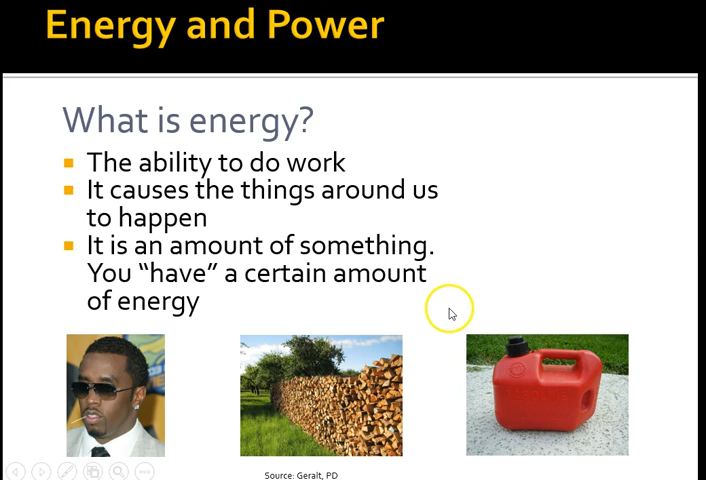 Energy and Power
What is energy?
The ability to do work
It causes the things around us
to happen
It is an amount of something.
You “have” a certain amount
of energy
Source: Geralt, PD